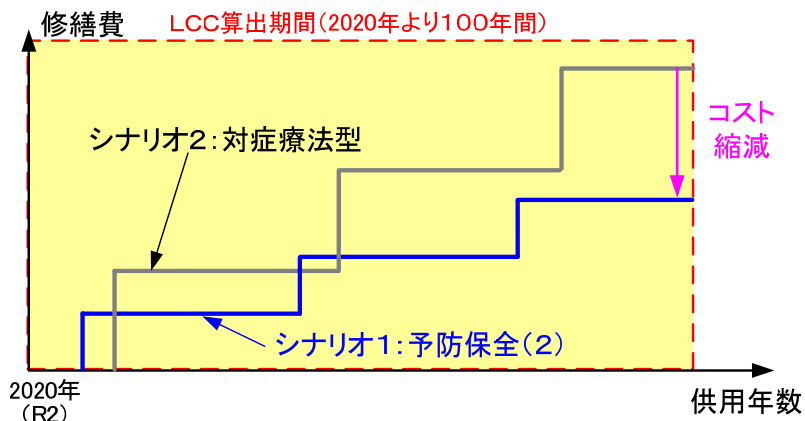 修繕費
LCC算出期間(2020年より100年間)
シナリオ2:対症療法型
コスト
縮減
シナリオ1:予防保全(2)
2020年
(R2)
供用年数